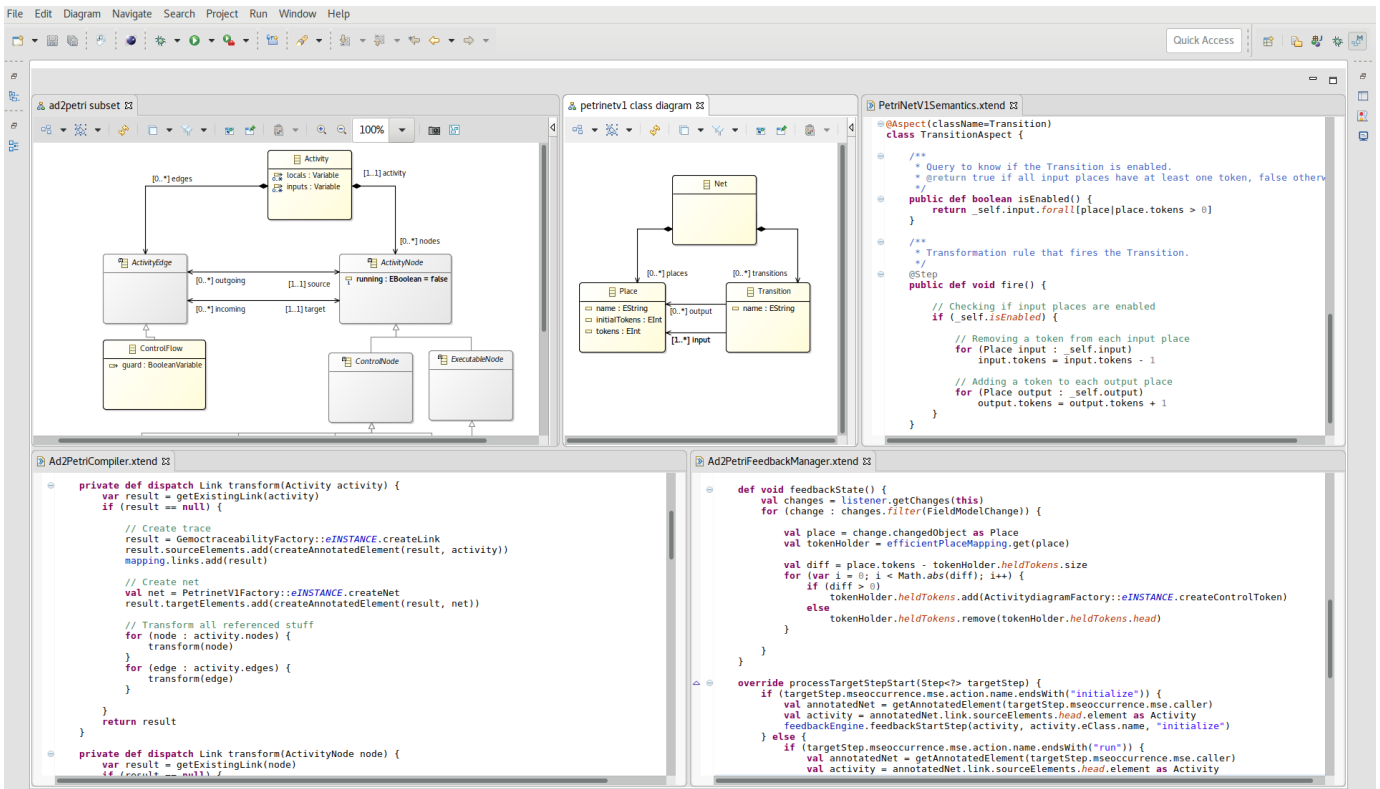 File Edit Diagram Navigate Search Project Run Window Help
Quick Access
ad2petri subset
100%
Activity
locals : Variable
inputs : Variable
[0..*] edges
[1..1] activity
[0..*] nodes
ActivityEdge
ActivityNode
running : EBoolean = false
[0..*] outgoing
[1..1] source
[0..*] incoming
[1..1] target
ControlFlow
guard : BooleanVariable
ControlNode
ExecutableNode
petrinetv1 class diagram
Net
[0..*] places
[0..*] transitions
Place
name : EString
initialTokens : EInt
tokens : EInt
Transition
name : EString
[0..*] output
[1..*] input
PetriNetV1Semantics.xtend
@Aspect(className=Transition)
class TransitionAspect {
/**
* Query to know if the Transition is enabled.
* @return true if all input places have at least one token, false otherw
*/
public def boolean isEnabled() {
return _self.input.forall[place|place.tokens > 0]
}
/**
* Transformation rule that fires the Transition.
*/
@Step
public def void fire() {
// Checking if input places are enabled
if (_self.isEnabled) {
// Removing a token from each input place
for (Place input : _self.input)
input.tokens = input.tokens - 1
// Adding a token to each output place
for (Place output : _self.output)
output.tokens = output.tokens + 1
}
}
Ad2PetriCompiler.xtend
private def dispatch Link transform(Activity activity) {
var result = getExistingLink(activity)
if (result == null) {
// Create trace
result = GemoctraceabilityFactory::eINSTANCE.createLink
result.sourceElements.add(createAnnotatedElement(result, activity))
mapping.links.add(result)
// Create net
val net = PetrinetV1Factory::eINSTANCE.createNet
result.targetElements.add(createAnnotatedElement(result, net))
// Transform all referenced stuff
for (node : activity.nodes) {
transform(node)
}
for (edge : activity.edges) {
transform(edge)
}
}
return result
}
private def dispatch Link transform(ActivityNode node) {
var result = getExistingLink(node)
if (result == null) {
Ad2PetriFeedbackManager.xtend
def void feedbackState() {
val changes = listener.getChanges(this)
for (change : changes.filter(FieldModelChange)) {
val place = change.changedObject as Place
val tokenHolder = efficientPlaceMapping.get(place)
val diff = place.tokens - tokenHolder.heldTokens.size
for (var i = 0; i < Math.abs(diff); i++) {
if (diff > 0)
tokenHolder.heldTokens.add(ActivitydiagramFactory::eINSTANCE.createControlToken)
else
tokenHolder.heldTokens.remove(tokenHolder.heldTokens.head)
}
}
}
override processTargetStepStart(Step<?> targetStep) {
if (targetStep.mseoccurrence.mse.action.name.endsWith("initialize")) {
val annotatedNet = getAnnotatedElement(targetStep.mseoccurrence.mse.caller)
val activity = annotatedNet.link.sourceElements.head.element as Activity
feedbackEngine.feedbackStartStep(activity, activity.eClass.name, "initialize")
} else {
if (targetStep.mseoccurrence.mse.action.name.endsWith("run")) {
val annotatedNet = getAnnotatedElement(targetStep.mseoccurrence.mse.caller)
val activity = annotatedNet.link.sourceElements.head.element as Activity